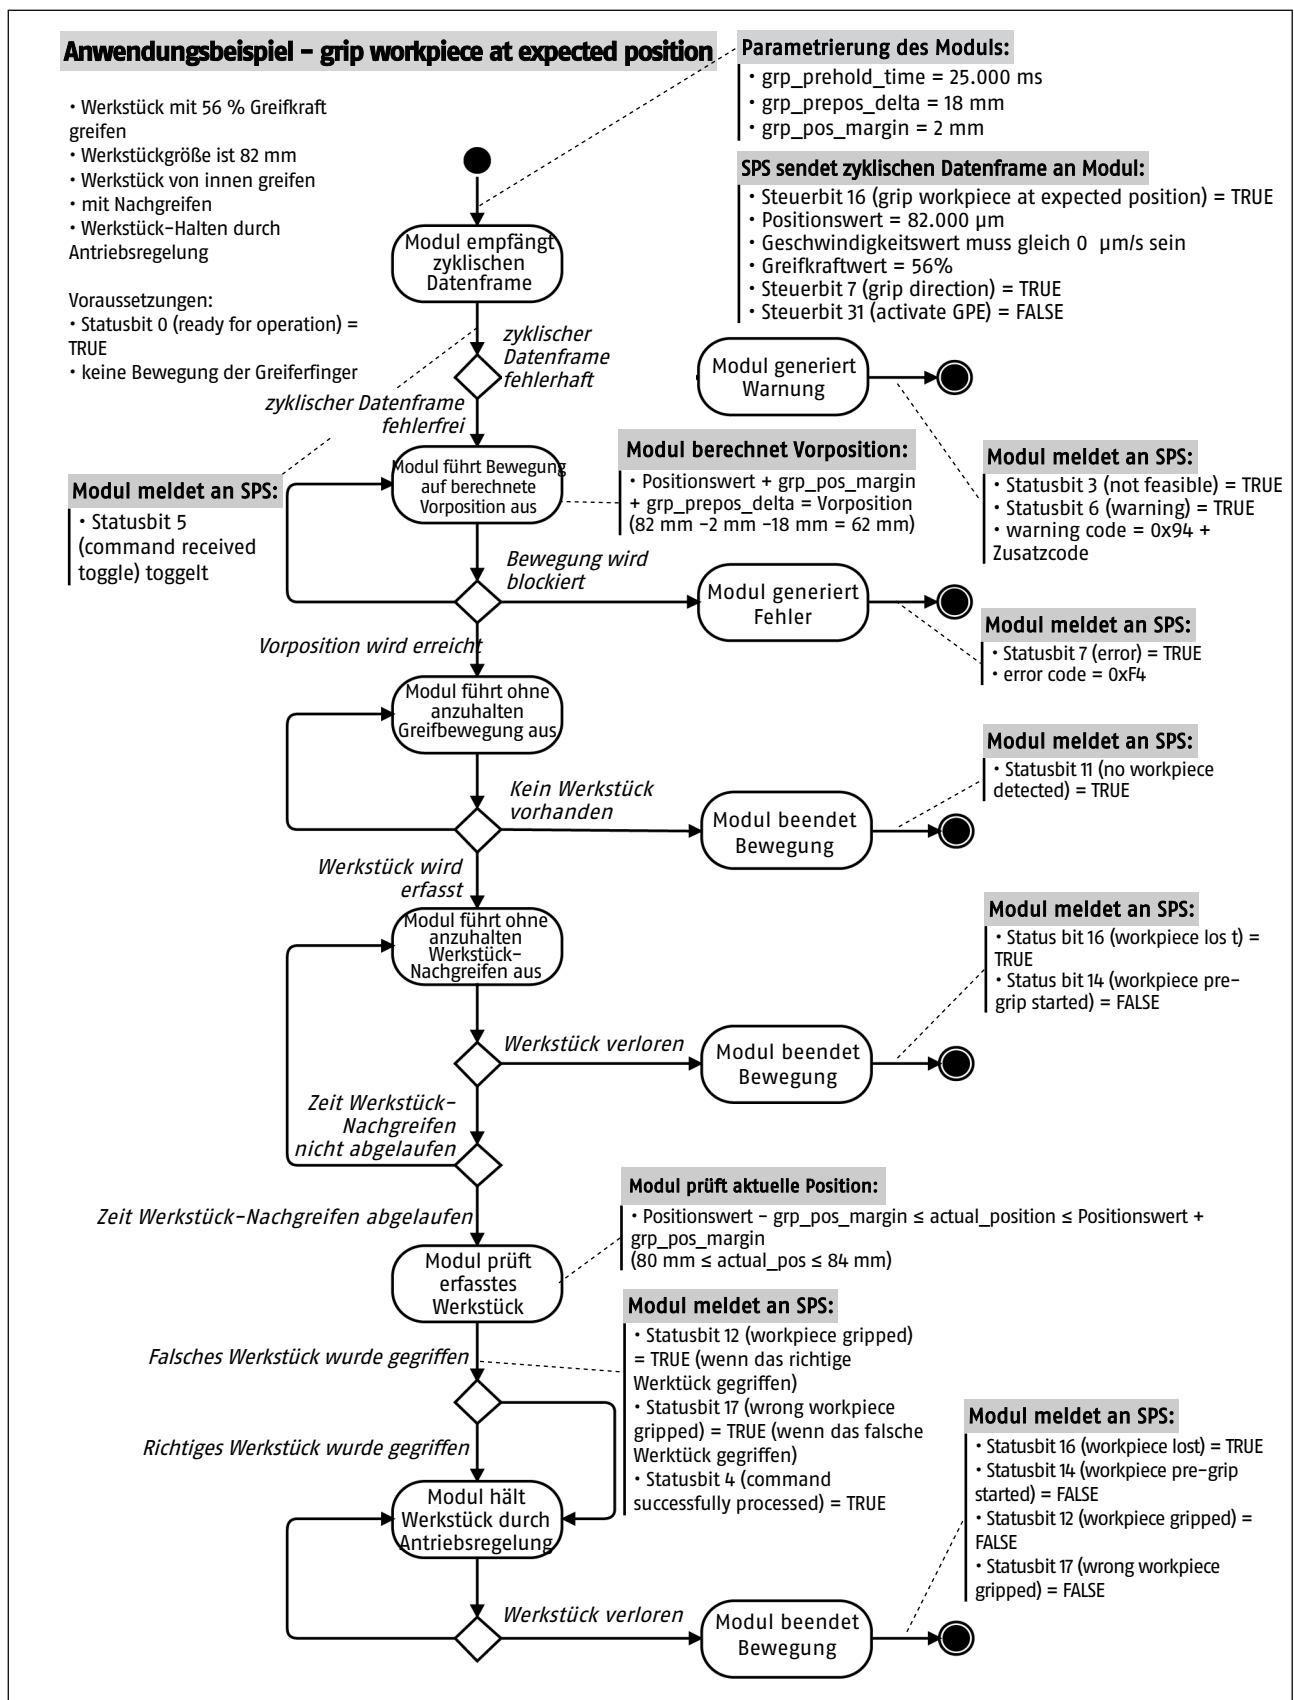 Anwendungsbeispiel – grip workpiece at expected position
• Werkstück mit 56 % Greifkraft
greifen
• Werkstückgröße ist 82 mm
• Werkstück von innen greifen
• mit Nachgreifen
• Werkstück-Halten durch
Antriebsregelung
Voraussetzungen:
• Statusbit 0 (ready for operation) =
TRUE
• keine Bewegung der Greiferfinger
Parametrierung des Moduls:
• grp_prehold_time = 25.000 ms
• grp_prepos_delta = 18 mm
• grp_pos_margin = 2 mm
SPS sendet zyklischen Datenframe an Modul:
• Steuerbit 16 (grip workpiece at expected position) = TRUE
• Positionswert = 82.000 µm
• Geschwindigkeitswert muss gleich 0 µm/s sein
• Greifkraftwert = 56%
• Steuerbit 7 (grip direction) = TRUE
• Steuerbit 31 (activate GPE) = FALSE
Modul empfängt
zyklischen
Datenframe
zyklischer
Datenframe
fehlerhaft
Modul generiert
Warnung
zyklischer Datenframe
fehlerfrei
Modul meldet an SPS:
• Statusbit 3 (not feasible) = TRUE
• Statusbit 6 (warning) = TRUE
• warning code = 0x94 +
Zusatzcode
Modul meldet an SPS:
• Statusbit 5
(command received
toggle) toggelt
Modul führt Bewegung
auf berechnete
Vorposition aus
Modul berechnet Vorposition:
• Positionswert + grp_pos_margin
+ grp_prepos_delta = Vorposition
(82 mm –2 mm –18 mm = 62 mm)
Bewegung wird
blockiert
Modul generiert
Fehler
Modul meldet an SPS:
• Statusbit 7 (error) = TRUE
• error code = 0xF4
Vorposition wird erreicht
Modul führt ohne
anzuhalten
Greifbewegung aus
Kein Werkstück
vorhanden
Modul beendet
Bewegung
Modul meldet an SPS:
• Statusbit 11 (no workpiece
detected) = TRUE
Werkstück wird
erfasst
Modul führt ohne
anzuhalten
Werkstück-
Nachgreifen aus
Werkstück verloren
Modul beendet
Bewegung
Modul meldet an SPS:
• Status bit 16 (workpiece los t) =
TRUE
• Status bit 14 (workpiece pre-
grip started) = FALSE
Zeit Werkstück-
Nachgreifen
nicht abgelaufen
Zeit Werkstück-Nachgreifen abgelaufen
Modul prüft
erfasstes
Werkstück
Modul prüft aktuelle Position:
• Positionswert – grp_pos_margin ≤ actual_position ≤ Positionswert +
grp_pos_margin
(80 mm ≤ actual_pos ≤ 84 mm)
Modul meldet an SPS:
• Statusbit 12 (workpiece gripped)
= TRUE (wenn das richtige
Werktück gegriffen)
• Statusbit 17 (wrong workpiece
gripped) = TRUE (wenn das falsche
Werktück gegriffen)
• Statusbit 4 (command
successfully processed) = TRUE
Falsches Werkstück wurde gegriffen
Richtiges Werkstück wurde gegriffen
Modul hält
Werkstück durch
Antriebsregelung
Werkstück verloren
Modul beendet
Bewegung
Modul meldet an SPS:
• Statusbit 16 (workpiece lost) = TRUE
• Statusbit 14 (workpiece pre-grip
started) = FALSE
• Statusbit 12 (workpiece gripped) =
FALSE
• Statusbit 17 (wrong workpiece
gripped) = FALSE